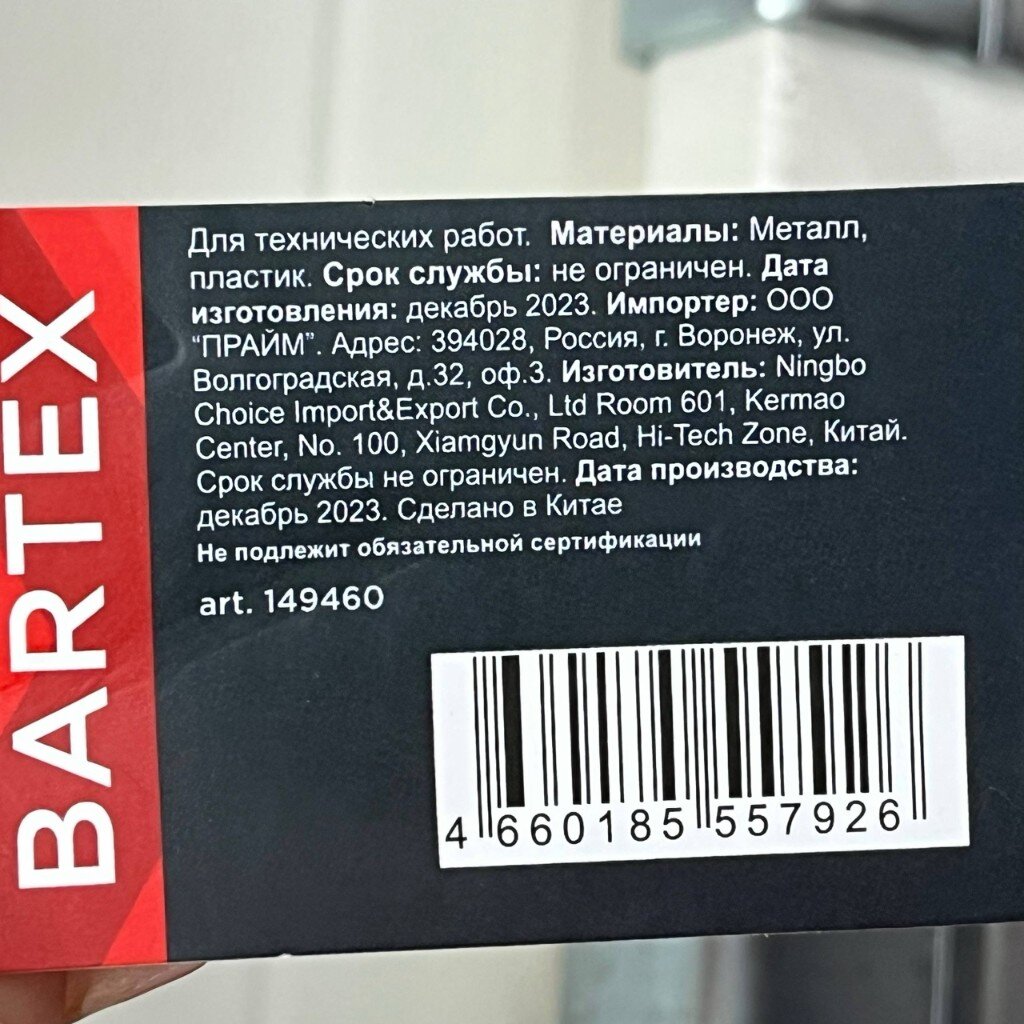 BARTEX
Для технических работ. Материалы: Металл,
пластик. Срок службы: не ограничен. Дата
изготовления: декабрь 2023. Импортер: ООО
“ПРАЙМ”. Адрес: 394028, Россия, г. Воронеж, ул.
Волгоградская, д.32, оф.3. Изготовитель: Ningbo
Choice Import&Export Co., Ltd Room 601, Kermao
Center, No. 100, Xiamgyun Road, Hi-Tech Zone, Китай.
Срок службы не ограничен. Дата производства:
декабрь 2023. Сделано в Китае
Не подлежит обязательной сертификации
art. 149460
4 660185 557926